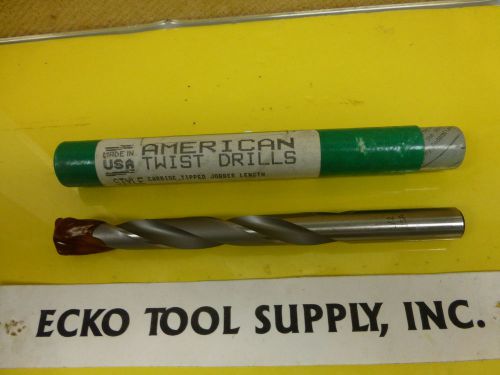 MADE IN
USA
AMERICAN
TWIST DRILLS
STYLE CARBIDE TIPPED JOBBER LENGTH
ECKO TOOL SUPPLY, INC.